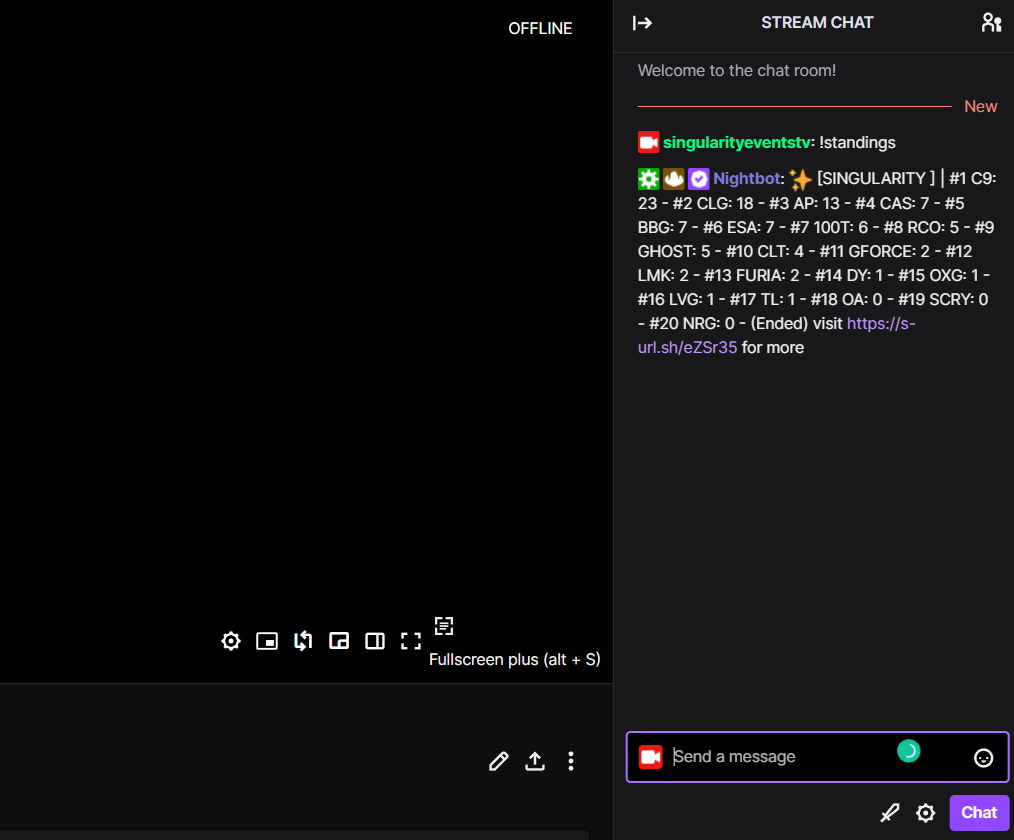 OFFLINE
STREAM CHAT
Welcome to the chat room!
New
singularityeventstv: !standings
Nightbot: ✨ [SINGULARITY ] | #1 C9:
23 - #2 CLG: 18 - #3 AP: 13 - #4 CAS: 7 - #5
BBG: 7 - #6 ESA: 7 - #7 100T: 6 - #8 RCO: 5 - #9
GHOST: 5 - #10 CLT: 4 - #11 GFORCE: 2 - #12
LMK: 2 - #13 FURIA: 2 - #14 DY: 1 - #15 OXG: 1 -
#16 LVG: 1 - #17 TL: 1 - #18 OA: 0 - #19 SCRY: 0
- #20 NRG: 0 - (Ended) visit https://s-
url.sh/eZSr35 for more
Fullscreen plus (alt + S)
Send a message
Chat